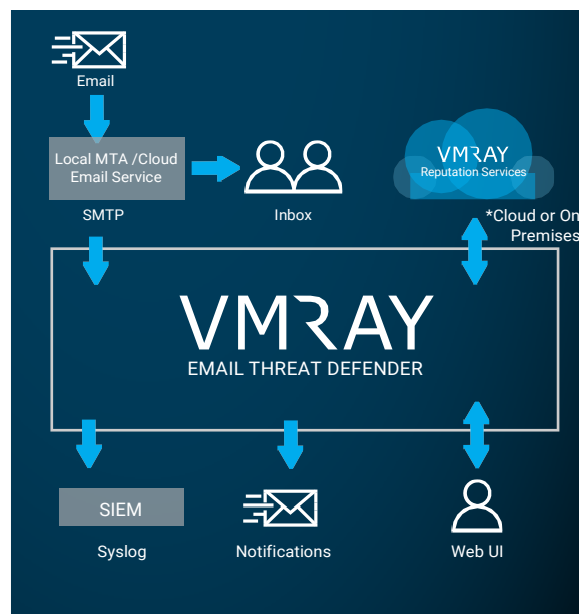 Email
Local MTA /Cloud
Email Service
SMTP
Inbox
VMRAY
Reputation Services
*Cloud or On
Premises
VMRAY
EMAIL THREAT DEFENDER
SIEM
Syslog
Notifications
Web UI